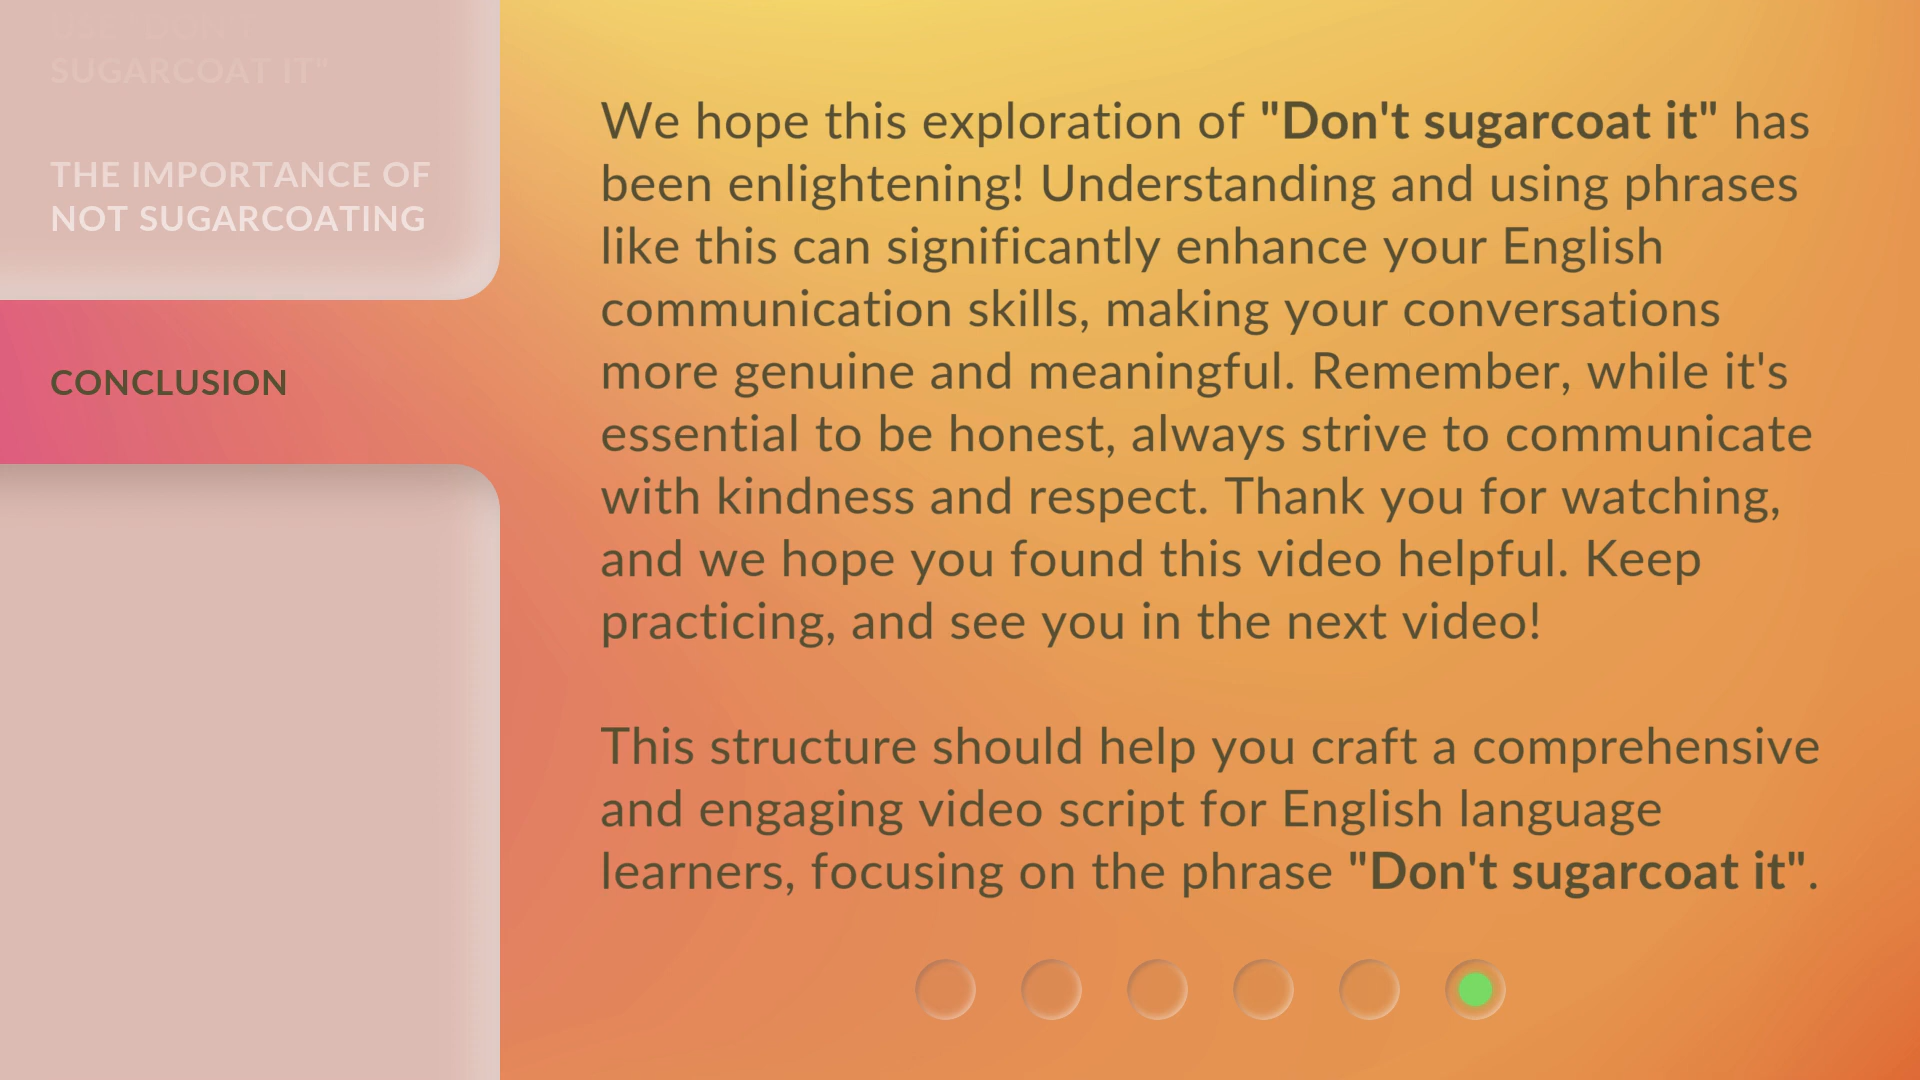 USE "DON'T
SUGARCOAT IT"
THE IMPORTANCE OF
NOT SUGARCOATING
CONCLUSION
We hope this exploration of "Don't sugarcoat it" has
been enlightening! Understanding and using phrases
like this can significantly enhance your English
communication skills, making your conversations
more genuine and meaningful. Remember, while it's
essential to be honest, always strive to communicate
with kindness and respect. Thank you for watching,
and we hope you found this video helpful. Keep
practicing, and see you in the next video!
This structure should help you craft a comprehensive
and engaging video script for English language
learners, focusing on the phrase "Don't sugarcoat it".